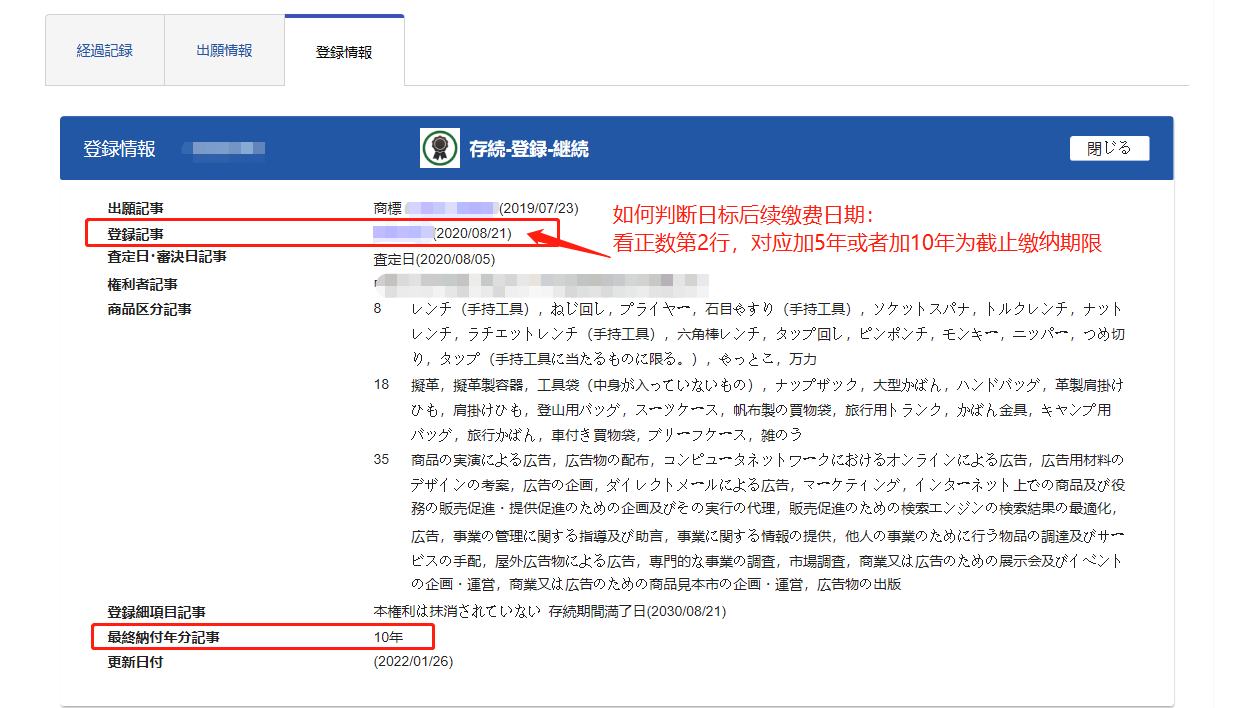 経過記録
出願情報
登録情報
登録情報
存続-登録-継続
閉じる
出願記事 商標 (2019/07/23)
如何判断日标后续缴费日期：
登録記事 (2020/08/21)
看正数第2行，对应加5年或者加10年为截止缴纳期限
査定日･審決日記事 査定日(2020/08/05)
権利者記事
商品区分記事 8 レンチ（手持工具），ねじ回し，プライヤー，石目やすり（手持工具），ソケットスパナ，トルクレンチ，ナット
レンチ，ラチェットレンチ（手持工具），六角棒レンチ，タップ回し，ピンポンチ，モンキー，ニッパー，つめ切
り，タップ（手持工具に当たるものに限る。），やっとこ，万力
18 擬革，擬革製容器，工具袋（中身が入っていないもの），ナップザック，大型かばん，ハンドバッグ，革製肩掛け
ひも，肩掛けひも，登山用バッグ，スーツケース，帆布製の買物袋，旅行用トランク，かばん金具，キャンプ用
バッグ，旅行かばん，車付き買物袋，ブリーフケース，雑のう
35 商品の実演による広告，広告物の配布，コンピュータネットワークにおけるオンラインによる広告，広告用材料の
デザインの考案，広告の企画，ダイレクトメールによる広告，マーケティング，インターネット上での商品及び役
務の販売促進・提供促進のための企画及びその実行の代理，販売促進のための検索エンジンの検索結果の最適化，
広告，事業の管理に関する指導及び助言，事業に関する情報の提供，他人の事業のために行う物品の調達及びサー
ビスの手配，屋外広告物による広告，専門的な事業の調査，市場調査，商業又は広告のための展示会及びイベント
の企画・運営，商業又は広告のための商品見本市の企画・運営，広告物の出版
登録細項目記事 本権利は抹消されていない 存続期間満了日(2030/08/21)
最終納付年分記事 10年
更新日付 (2022/01/26)